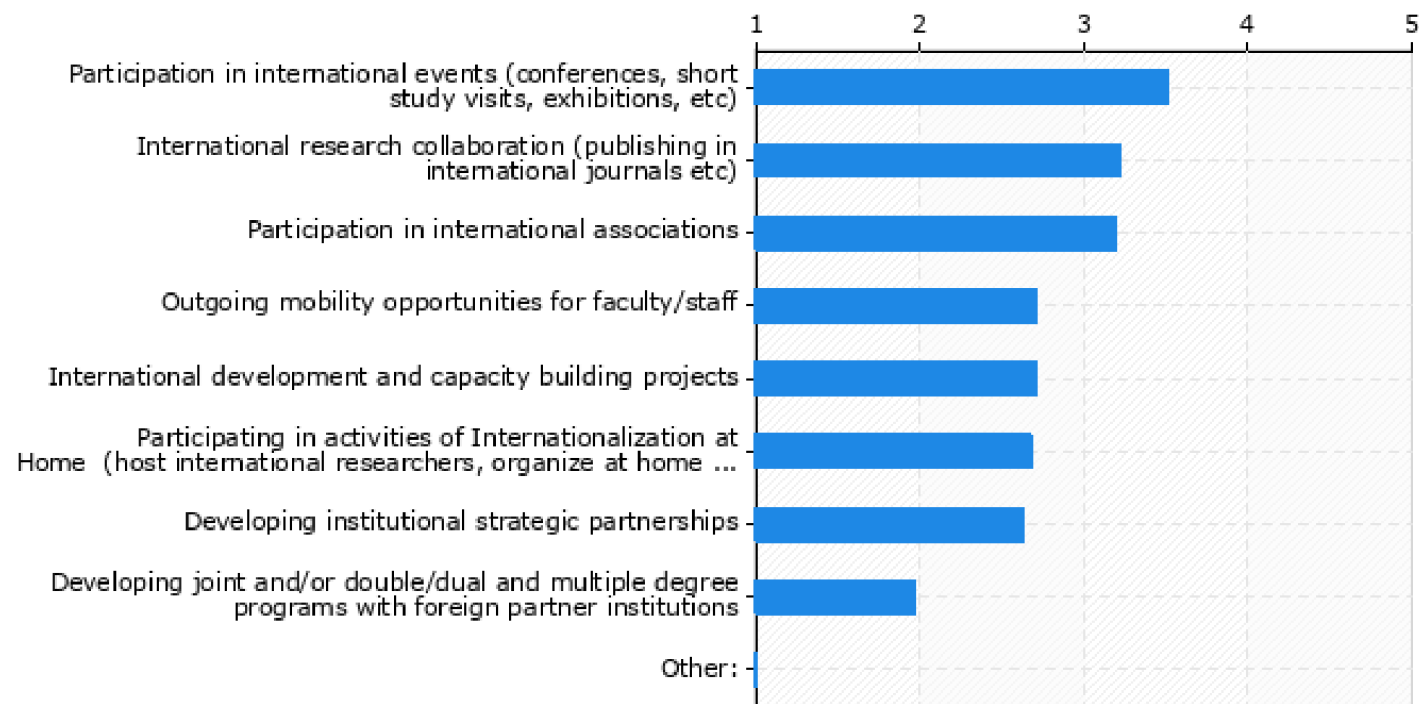 1 2 3 4 5
Participation in international events (conferences, short
study visits, exhibitions, etc)
International research collaboration (publishing in
international journals etc)
Participation in international associations
Outgoing mobility opportunities for faculty/staff
International development and capacity building projects
Participating in activities of Internationalization at
Home  (host international researchers, organize at home ...
Developing institutional strategic partnerships
Developing joint and/or double/dual and multiple degree
programs with foreign partner institutions
Other: